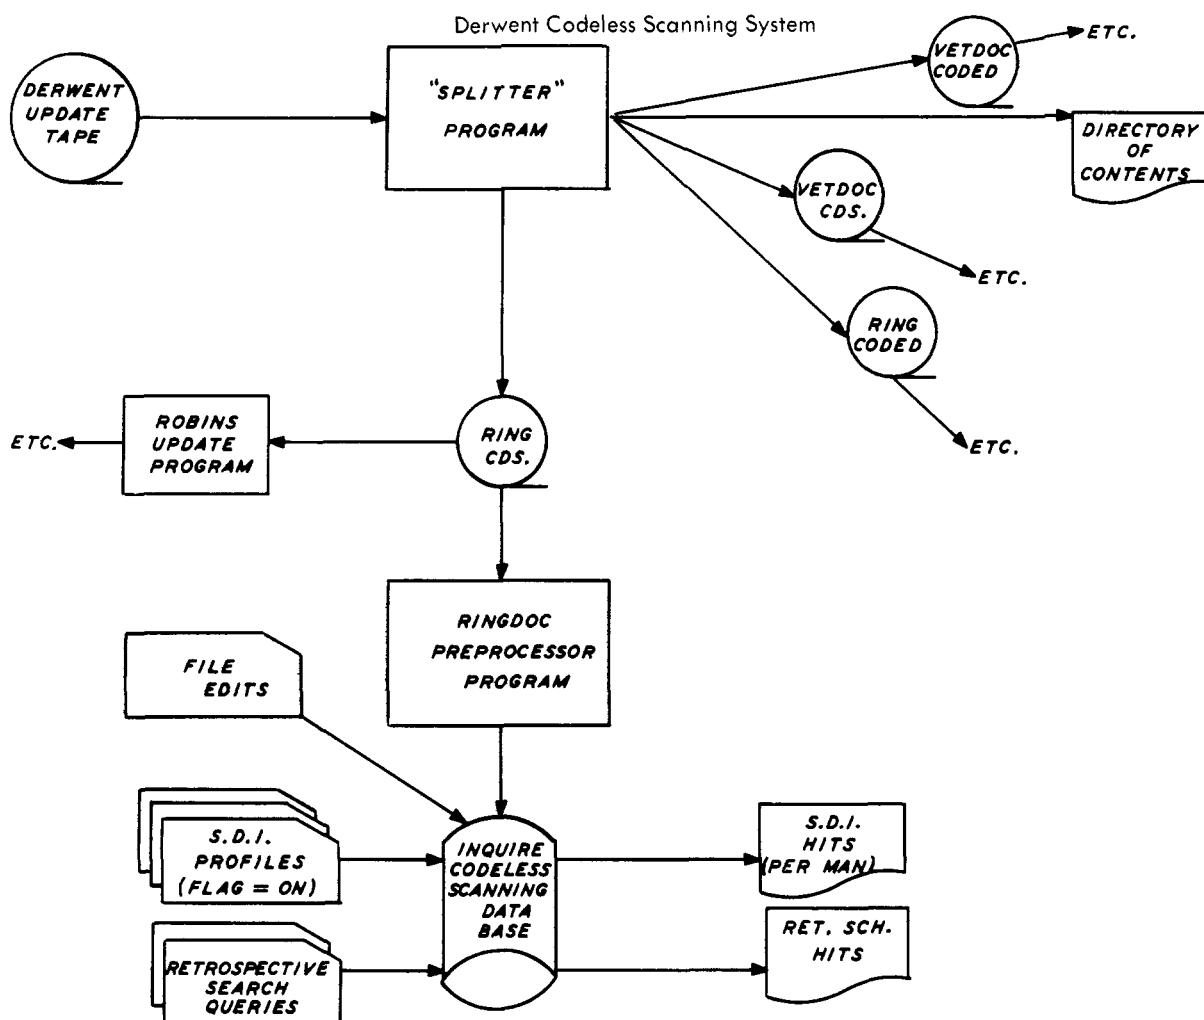 Derwent Codeless Scanning System
DERWENT
UPDATE
TAPE
"SPLITTER"
PROGRAM
VETDOC
CODED
ETC.
DIRECTORY
OF
CONTENTS
VETDOC
CDS.
ETC.
RING
CODED
ETC.
ETC.
ROBINS
UPDATE
PROGRAM
RING
CDS.
RINGDOC
PREPROCESSOR
PROGRAM
FILE
EDITS
S.D.I.
PROFILES
(FLAG = ON)
INQUIRE
CODELESS
SCANNING
DATA
BASE
S.D.I.
HITS
(PER MAN)
RETROSPECTIVE
SEARCH
QUERIES
RET. SCH.
HITS